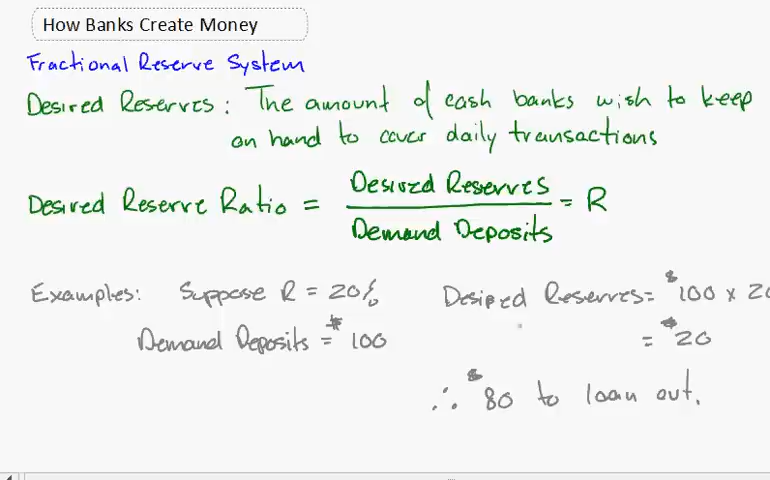 How Banks Create Money
Fractional Reserve System
Desired Reserves: The amount of cash banks wish to keep
on hand to cover daily transactions
Desired Reserve Ratio = Desired Reserves / Demand Deposits = R
Examples: Suppose R = 20% Desired Reserves = $100 x 20
Demand Deposits = $100 = $20
∴ $80 to loan out.